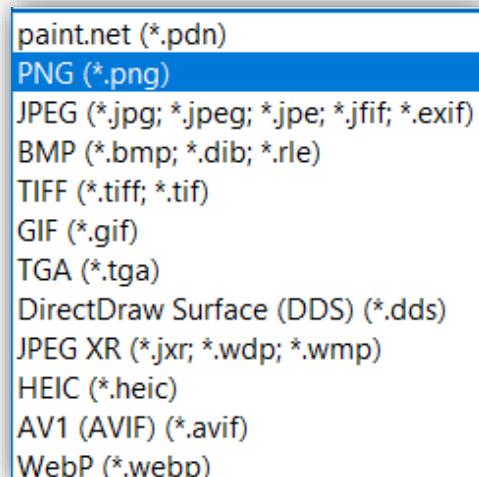 paint.net (*.pdn)
PNG (*.png)
JPEG (*.jpg; *.jpeg; *.jpe; *.jfif; *.exif)
BMP (*.bmp; *.dib; *.rle)
TIFF (*.tiff; *.tif)
GIF (*.gif)
TGA (*.tga)
DirectDraw Surface (DDS) (*.dds)
JPEG XR (*.jxr; *.wdp; *.wmp)
HEIC (*.heic)
AV1 (AVIF) (*.avif)
WebP (*.webp)